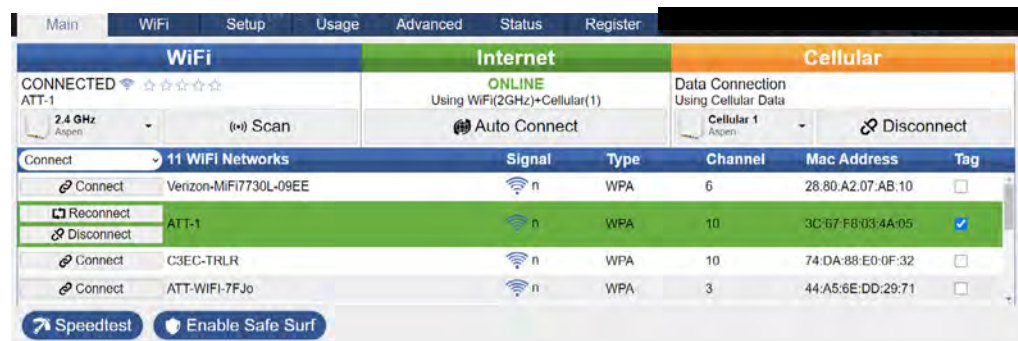 Main WiFi Setup Usage Advanced Status Register
WiFi Internet Cellular
CONNECTED ONLINE Data Connection
ATT-1 Using WiFi(2GHz)+Cellular(1) Using Cellular Data
2.4 GHz Aspen Scan Auto Connect Cellular 1 Aspen Disconnect
Connect 11 WiFi Networks Signal Type Channel Mac Address Tag
Connect Verizon-MiFi7730L-09EE n WPA 6 28:80:A2:07:AB:10
Reconnect
Disconnect ATT-1 n WPA 10 3C:67:F8:03:4A:05
Connect C3EC-TRLR n WPA 10 74:DA:88:E0:0F:32
Connect ATT-WIFI-7FJo n WPA 3 44:A5:6E:DD:29:71
Speedtest Enable Safe Surf